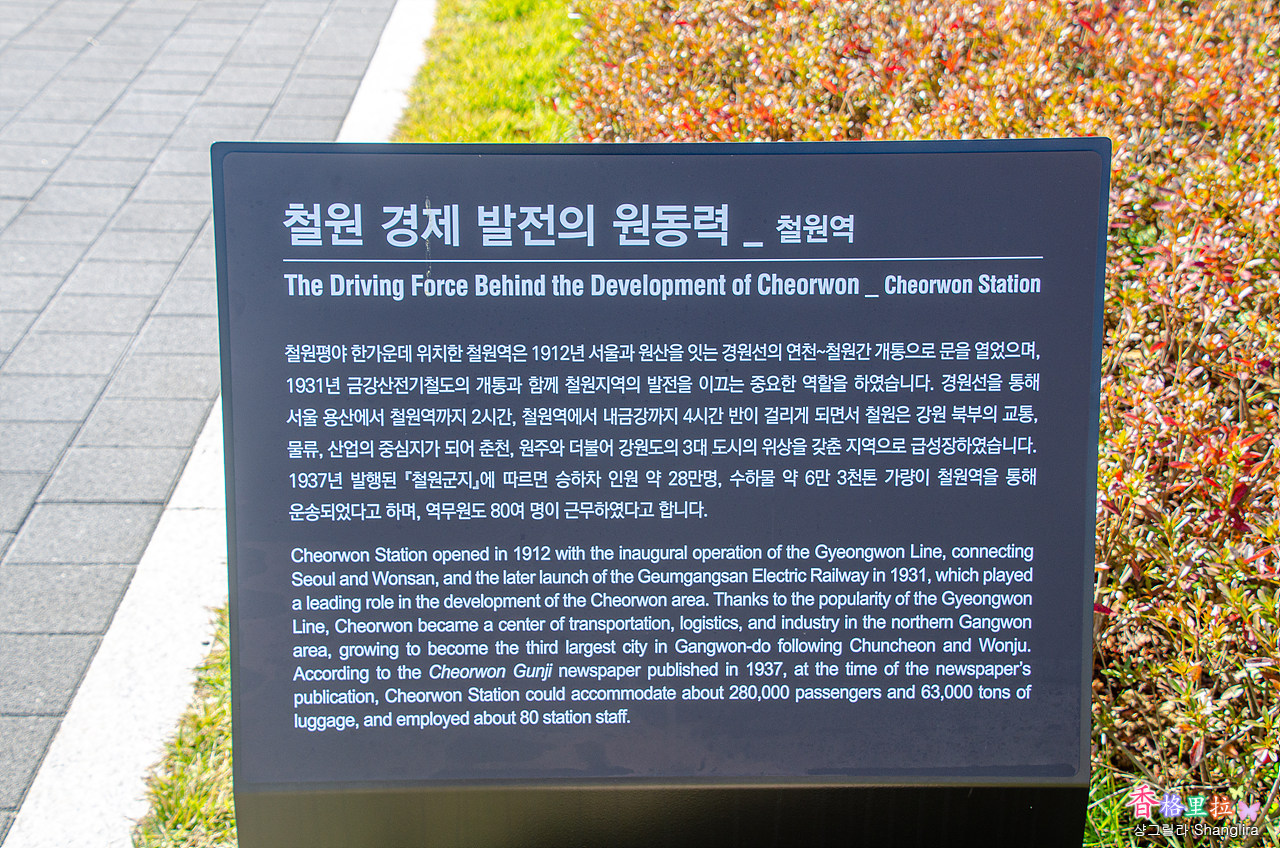 철원 경제 발전의 원동력 _ 철원역
The Driving Force Behind the Development of Cheorwon _ Cheorwon Station
철원평야 한가운데 위치한 철원역은 1912년 서울과 원산을 잇는 경원선의 연천~철원간 개통으로 문을 열었으며,
1931년 금강산전기철도의 개통과 함께 철원지역의 발전을 이끄는 중요한 역할을 하였습니다. 경원선을 통해
서울 용산에서 철원역까지 2시간, 철원역에서 내금강까지 4시간 반이 걸리게 되면서 철원은 강원 북부의 교통,
물류, 산업의 중심지가 되어 춘천, 원주와 더불어 강원도의 3대 도시의 위상을 갖춘 지역으로 급성장하였습니다.
1937년 발행된 『철원군지』에 따르면 승하차 인원 약 28만명, 수하물 약 6만 3천톤 가량이 철원역을 통해
운송되었다고 하며, 역무원도 80여 명이 근무하였다고 합니다.
Cheorwon Station opened in 1912 with the inaugural operation of the Gyeongwon Line, connecting
Seoul and Wonsan, and the later launch of the Geumgangsan Electric Railway in 1931, which played
a leading role in the development of the Cheorwon area. Thanks to the popularity of the Gyeongwon
Line, Cheorwon became a center of transportation, logistics, and industry in the northern Gangwon
area, growing to become the third largest city in Gangwon-do following Chuncheon and Wonju.
According to the Cheorwon Gunji newspaper published in 1937, at the time of the newspaper's
publication, Cheorwon Station could accommodate about 280,000 passengers and 63,000 tons of
luggage, and employed about 80 station staff.
香格里拉
샹그릴라 Shanglira